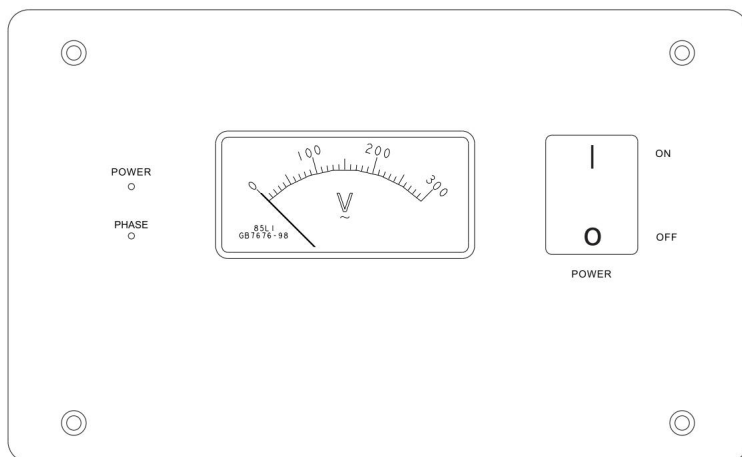 POWER
PHASE
0
100
200
300
V
85L1
GB7676-98
I
O
ON
OFF
POWER